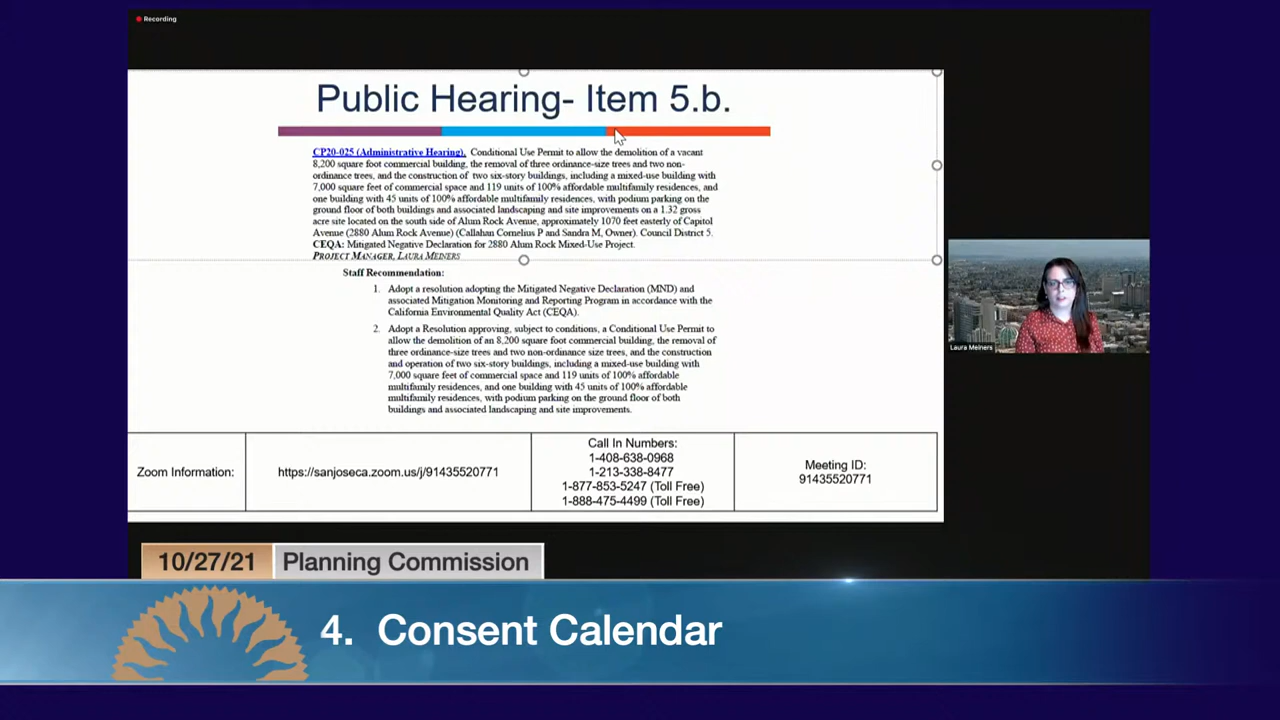 Recording
Public Hearing- Item 5.b.
CP20-025 (Administrative Hearing). Conditional Use Permit to allow the demolition of a vacant
8,200 square foot commercial building, the removal of three ordinance-size trees and two non-
ordinance trees, and the construction of two six-story buildings, including a mixed-use building with
7,000 square feet of commercial space and 119 units of 100% affordable multifamily residences, and
one building with 45 units of 100% affordable multifamily residences, with podium parking on the
ground floor of both buildings and associated landscaping and site improvements on a 1.32 gross
acre site located on the south side of Alum Rock Avenue, approximately 1070 feet easterly of Capitol
Avenue (2880 Alum Rock Avenue) (Callahan Cornelius P and Sandra M, Owner). Council District 5.
CEQA: Mitigated Negative Declaration for 2880 Alum Rock Mixed-Use Project.
PROJECT MANAGER, LAURA MEINERS
Staff Recommendation:
1. Adopt a resolution adopting the Mitigated Negative Declaration (MND) and
associated Mitigation Monitoring and Reporting Program in accordance with the
California Environmental Quality Act (CEQA).
2. Adopt a Resolution approving, subject to conditions, a Conditional Use Permit to
allow the demolition of an 8,200 square foot commercial building, the removal of
three ordinance-size trees and two non-ordinance size trees, and the construction
and operation of two six-story buildings, including a mixed-use building with
7,000 square feet of commercial space and 119 units of 100% affordable
multifamily residences, and one building with 45 units of 100% affordable
multifamily residences, with podium parking on the ground floor of both
buildings and associated landscaping and site improvements.
Laura Meiners
Zoom Information:
https://sanjoseca.zoom.us/j/91435520771
Call In Numbers:
1-408-638-0968
1-213-338-8477
1-877-853-5247 (Toll Free)
1-888-475-4499 (Toll Free)
Meeting ID:
91435520771
10/27/21 Planning Commission
4. Consent Calendar